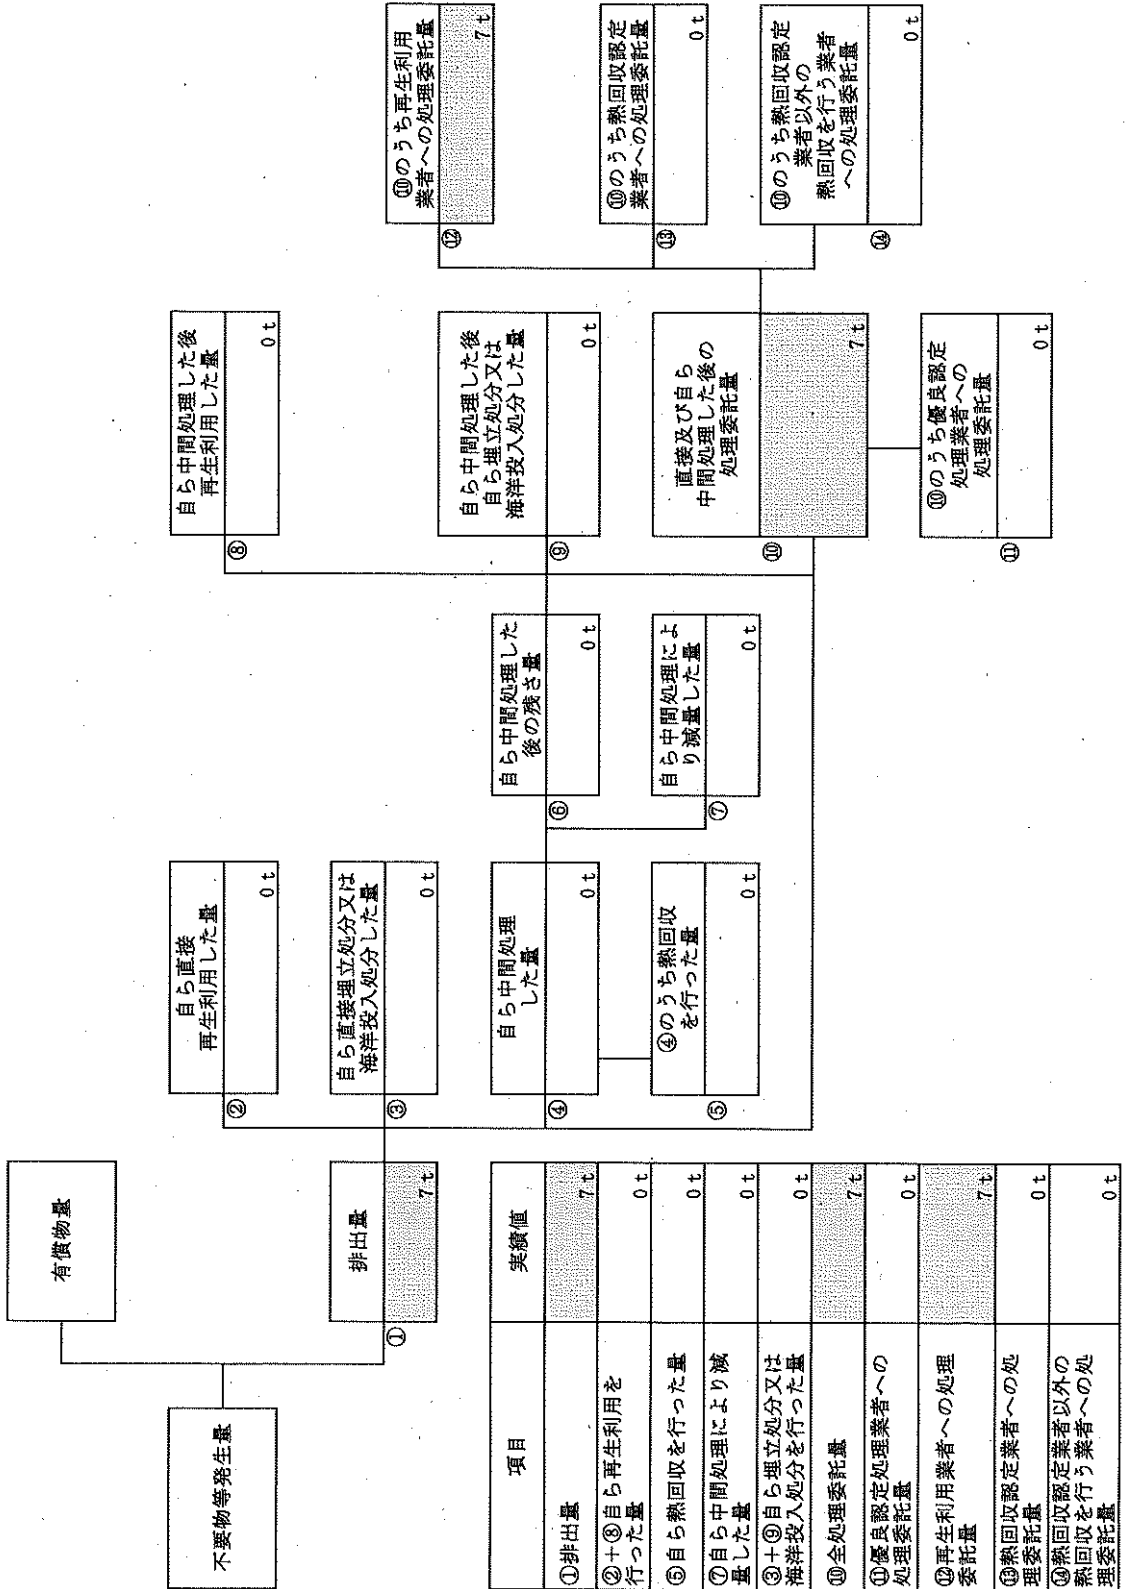 不要物等発生量
有償物量
排出量
①
7 t
自ら直接
再生利用した量
②
0 t
自ら直接埋立処分又は
海洋投入処分した量
③
0 t
自ら中間処理
した量
④
0 t
④のうち熱回収
を行った量
⑤
0 t
自ら中間処理した
後の残さ量
⑥
0 t
自ら中間処理によ
り減量した量
⑦
0 t
自ら中間処理した後
再生利用した量
⑧
0 t
自ら中間処理した後
自ら埋立処分又は
海洋投入処分した量
⑨
0 t
直接及び自ら
中間処理した後の
処理委託量
⑩
7 t
⑩のうち優良認定
処理業者への
処理委託量
⑪
0 t
⑩のうち再生利用
業者への処理委託量
⑫
7 t
⑩のうち熱回収認定
業者への処理委託量
⑬
0 t
⑩のうち熱回収認定
業者以外の
熱回収を行う業者
への処理委託量
⑭
0 t
項目 実績値
①排出量 7 t
②+⑧自ら再生利用を
行った量 0 t
⑤自ら熱回収を行った量 0 t
⑦自ら中間処理により減
量した量 0 t
③+⑨自ら埋立処分又は
海洋投入処分を行った量 0 t
⑩全処理委託量 7 t
⑪優良認定処理業者への
処理委託量 0 t
⑫再生利用業者への処理
委託量 7 t
⑬熱回収認定業者への処
理委託量 0 t
⑭熱回収認定業者以外の
熱回収を行う業者への処
理委託量 0 t